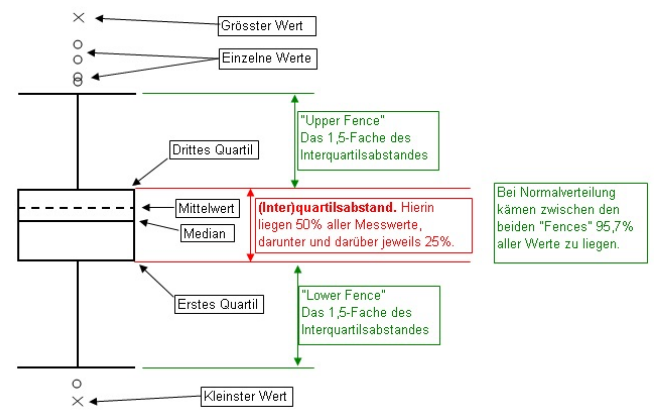 Grösster Wert
Einzelne Werte
"Upper Fence"
Das 1,5-Fache des
Interquartilsabstandes
Drittes Quartil
Mittelwert
Median
(Inter)quartilsabstand. Hierin
liegen 50% aller Messwerte,
darunter und darüber jeweils 25%.
Bei Normalverteilung
kämen zwischen den
beiden "Fences" 95,7%
aller Werte zu liegen.
Erstes Quartil
"Lower Fence"
Das 1,5-Fache des
Interquartilsabstandes
Kleinster Wert